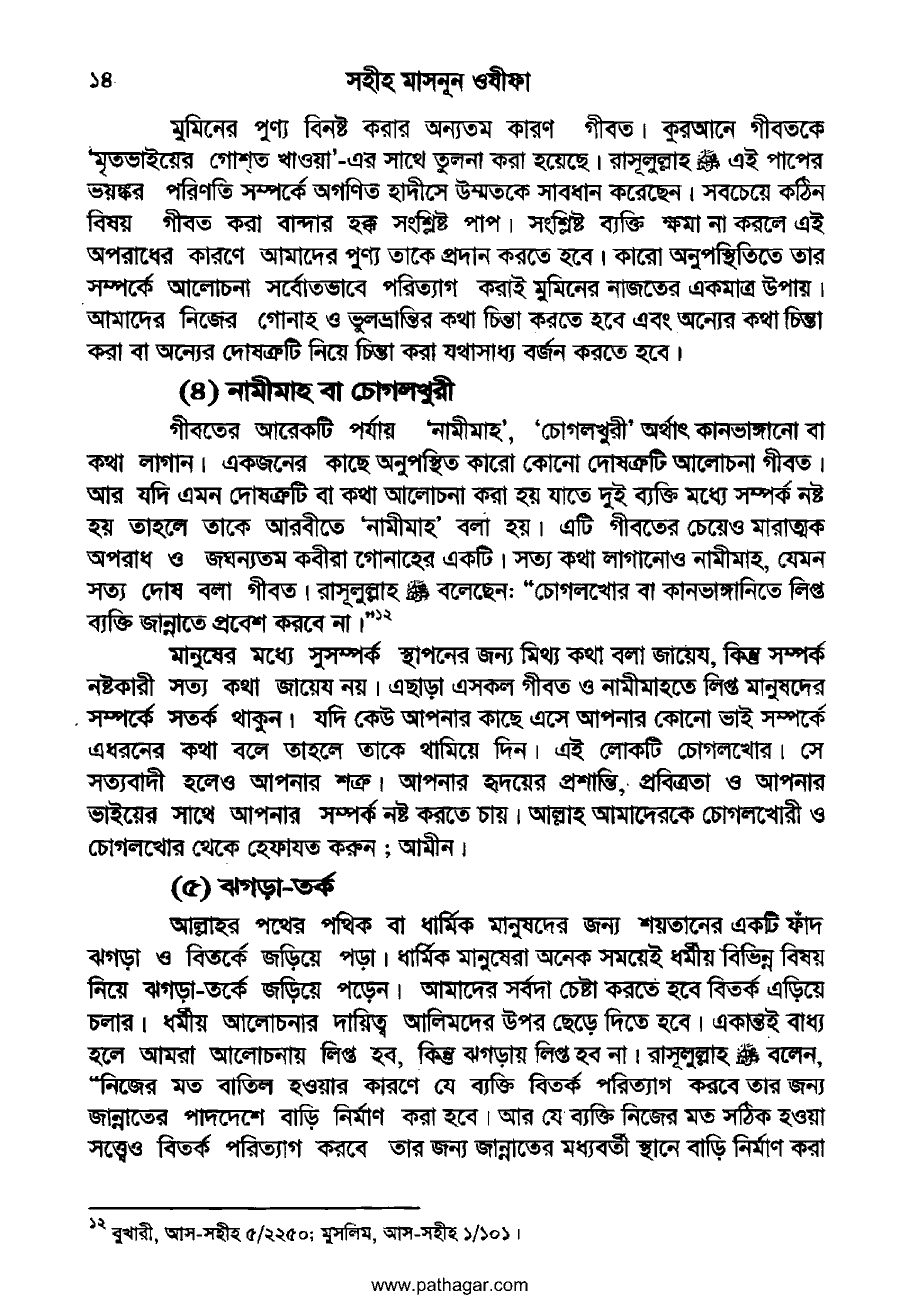 ১৪
সহীহ মাসনূন ওযীফা
মুমিনের পুণ্য বিনষ্ট করার অন্যতম কারণ গীবত। কুরআনে গীবতকে
‘মৃতভাইয়ের গোশ্‌ত খাওয়া’-এর সাথে তুলনা করা হয়েছে। রাসূলুল্লাহ ﷺ এই পাপের
ভয়ঙ্কর পরিণতি সম্পর্কে অগণিত হাদীসে উম্মতকে সাবধান করেছেন। সবচেয়ে কঠিন
বিষয় গীবত করা বান্দার হক্ক সংশ্লিষ্ট পাপ। সংশ্লিষ্ট ব্যক্তি ক্ষমা না করলে এই
অপরাধের কারণে আমাদের পুণ্য তাকে প্রদান করতে হবে। কারো অনুপস্থিতিতে তার
সম্পর্কে আলোচনা সর্বোতভাবে পরিত্যাগ করাই মুমিনের নাজতের একমাত্র উপায়।
আমাদের নিজের গোনাহ ও ভুলভ্রান্তির কথা চিন্তা করতে হবে এবং অন্যের কথা চিন্তা
করা বা অন্যের দোষত্রুটি নিয়ে চিন্তা করা যথাসাধ্য বর্জন করতে হবে।
(৪) নামীমাহ বা চোগলখুরী
গীবতের আরেকটি পর্যায় ‘নামীমাহ’, ‘চোগলখুরী’ অর্থাৎ কানভাঙ্গানো বা
কথা লাগান। একজনের কাছে অনুপস্থিত কারো কোনো দোষত্রুটি আলোচনা গীবত।
আর যদি এমন দোষত্রুটি বা কথা আলোচনা করা হয় যাতে দুই ব্যক্তি মধ্যে সম্পর্ক নষ্ট
হয় তাহলে তাকে আরবীতে ‘নামীমাহ’ বলা হয়। এটি গীবতের চেয়েও মারাত্মক
অপরাধ ও জঘন্যতম কবীরা গোনাহের একটি। সত্য কথা লাগানোও নামীমাহ, যেমন
সত্য দোষ বলা গীবত। রাসূলুল্লাহ ﷺ বলেছেন: “চোগলখোর বা কানভাঙ্গানিতে লিপ্ত
ব্যক্তি জান্নাতে প্রবেশ করবে না।”১২
মানুষের মধ্যে সুসম্পর্ক স্থাপনের জন্য মিথ্য কথা বলা জায়েয, কিন্তু সম্পর্ক
নষ্টকারী সত্য কথা জায়েয নয়। এছাড়া এসকল গীবত ও নামীমাহতে লিপ্ত মানুষদের
সম্পর্কে সতর্ক থাকুন। যদি কেউ আপনার কাছে এসে আপনার কোনো ভাই সম্পর্কে
এধরনের কথা বলে তাহলে তাকে থামিয়ে দিন। এই লোকটি চোগলখোর। সে
সত্যবাদী হলেও আপনার শত্রু। আপনার হৃদয়ের প্রশান্তি, প্রবিত্রতা ও আপনার
ভাইয়ের সাথে আপনার সম্পর্ক নষ্ট করতে চায়। আল্লাহ আমাদেরকে চোগলখোরী ও
চোগলখোর থেকে হেফাযত করুন ; আমীন।
(৫) ঝগড়া-তর্ক
আল্লাহর পথের পথিক বা ধার্মিক মানুষদের জন্য শয়তানের একটি ফাঁদ
ঝগড়া ও বিতর্কে জড়িয়ে পড়া। ধার্মিক মানুষেরা অনেক সময়েই ধর্মীয় বিভিন্ন বিষয়
নিয়ে ঝগড়া-তর্কে জড়িয়ে পড়েন। আমাদের সর্বদা চেষ্টা করতে হবে বিতর্ক এড়িয়ে
চলার। ধর্মীয় আলোচনার দায়িত্ব আলিমদের উপর ছেড়ে দিতে হবে। একান্তই বাধ্য
হলে আমরা আলোচনায় লিপ্ত হব, কিন্তু ঝগড়ায় লিপ্ত হব না। রাসূলুল্লাহ ﷺ বলেন,
“নিজের মত বাতিল হওয়ার কারণে যে ব্যক্তি বিতর্ক পরিত্যাগ করবে তার জন্য
জান্নাতের পাদদেশে বাড়ি নির্মাণ করা হবে। আর যে ব্যক্তি নিজের মত সঠিক হওয়া
সত্ত্বেও বিতর্ক পরিত্যাগ করবে তার জন্য জান্নাতের মধ্যবর্তী স্থানে বাড়ি নির্মাণ করা
১২ বুখারী, আস-সহীহ ৫/২২৫০; মুসলিম, আস-সহীহ ১/১০১।
www.pathagar.com